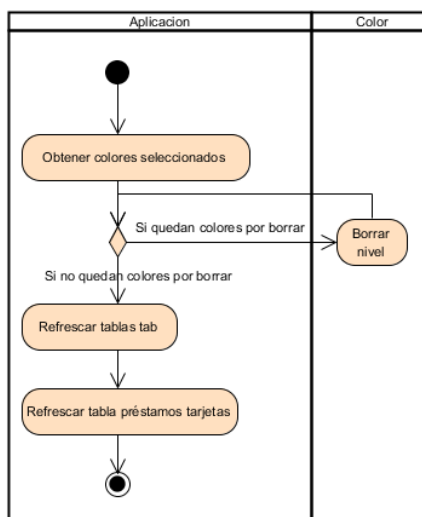 Aplicacion
Color
Obtener colores seleccionados
Si quedan colores por borrar
Borrar
nivel
Si no quedan colores por borrar
Refrescar tablas tab
Refrescar tabla préstamos tarjetas